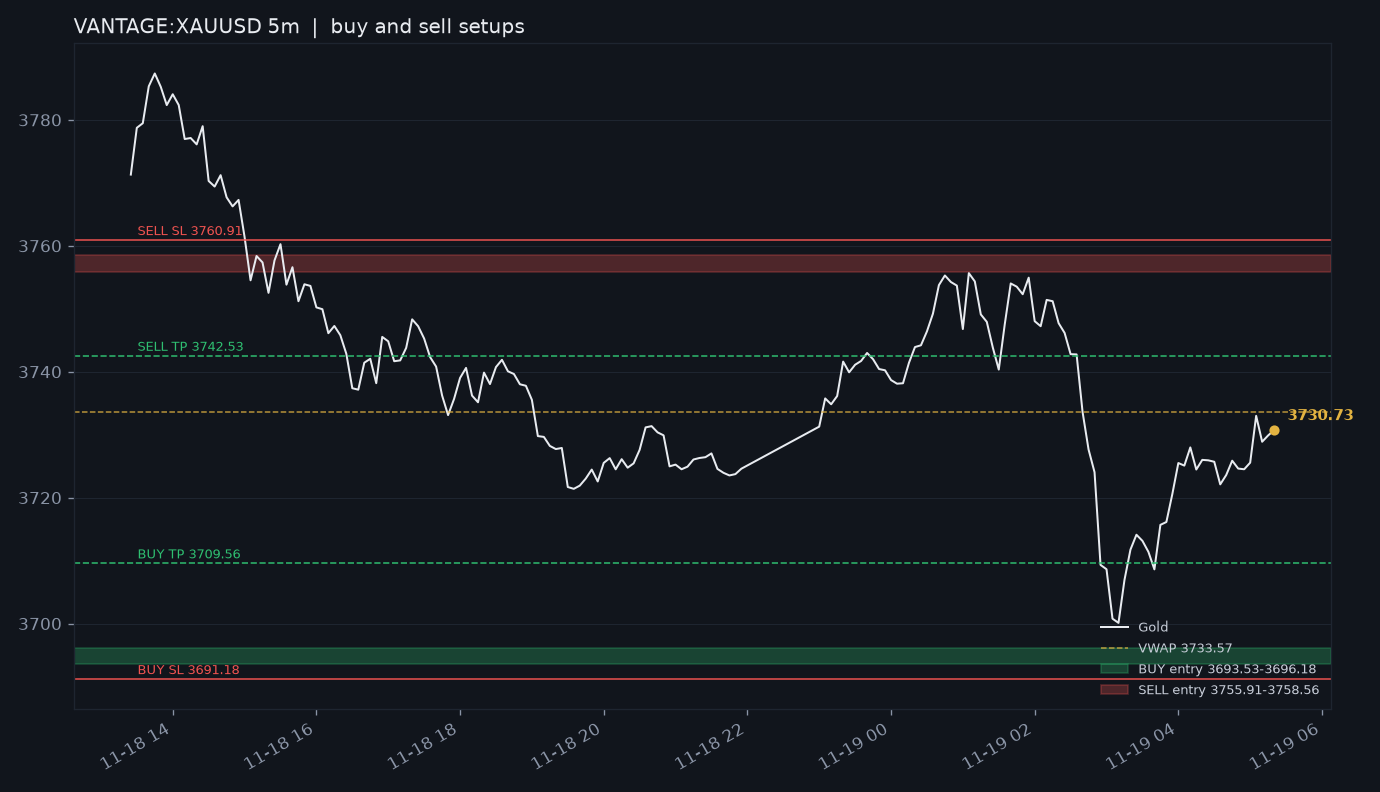 VANTAGE:XAUUSD 5m | buy and sell setups
3780
3760
3740
3720
3700
SELL SL 3760.91
SELL TP 3742.53
3730.73
BUY TP 3709.56
BUY SL 3691.18
Gold
VWAP 3733.57
BUY entry 3693.53-3696.18
SELL entry 3755.91-3758.56
11-18 14
11-18 16
11-18 18
11-18 20
11-18 22
11-19 00
11-19 02
11-19 04
11-19 06